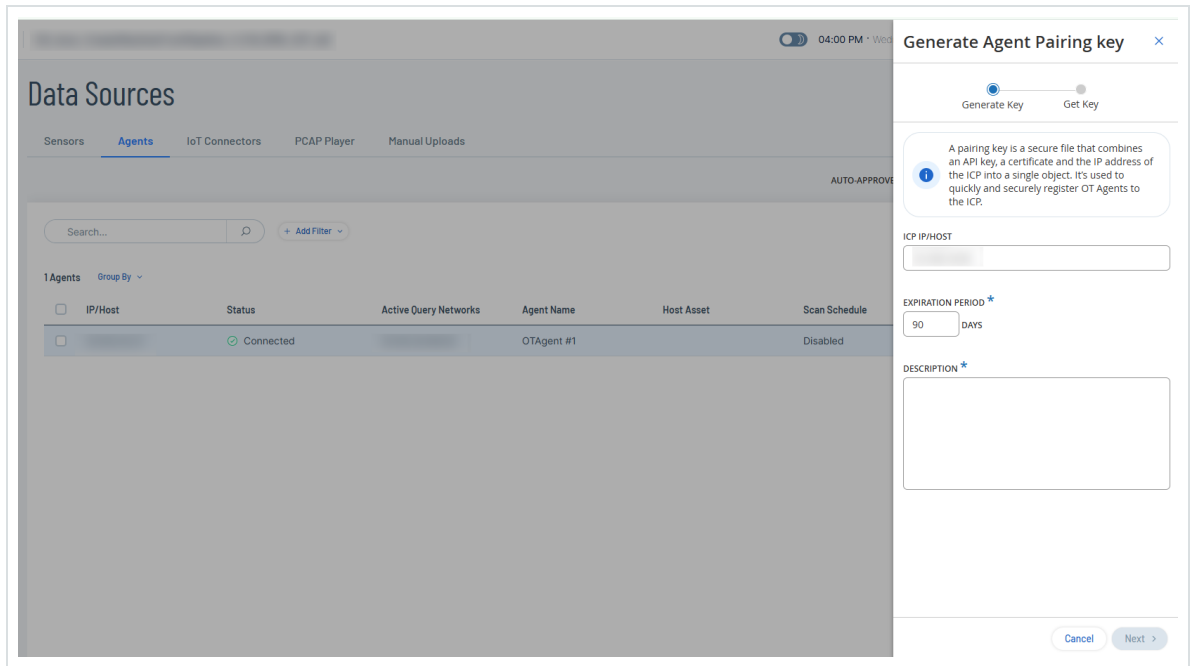 04:00 PM • Wed
Data Sources
Sensors Agents IoT Connectors PCAP Player Manual Uploads
AUTO-APPROVE
Search...
+ Add Filter
1 Agents Group By
IP/Host Status Active Query Networks Agent Name Host Asset Scan Schedule
Connected OTAgent #1 Disabled
Generate Agent Pairing key
Generate Key Get Key
A pairing key is a secure file that combines
an API key, a certificate and the IP address of
the ICP into a single object. It's used to
quickly and securely register OT Agents to
the ICP.
ICP IP/HOST
EXPIRATION PERIOD *
90 DAYS
DESCRIPTION *
Cancel Next >